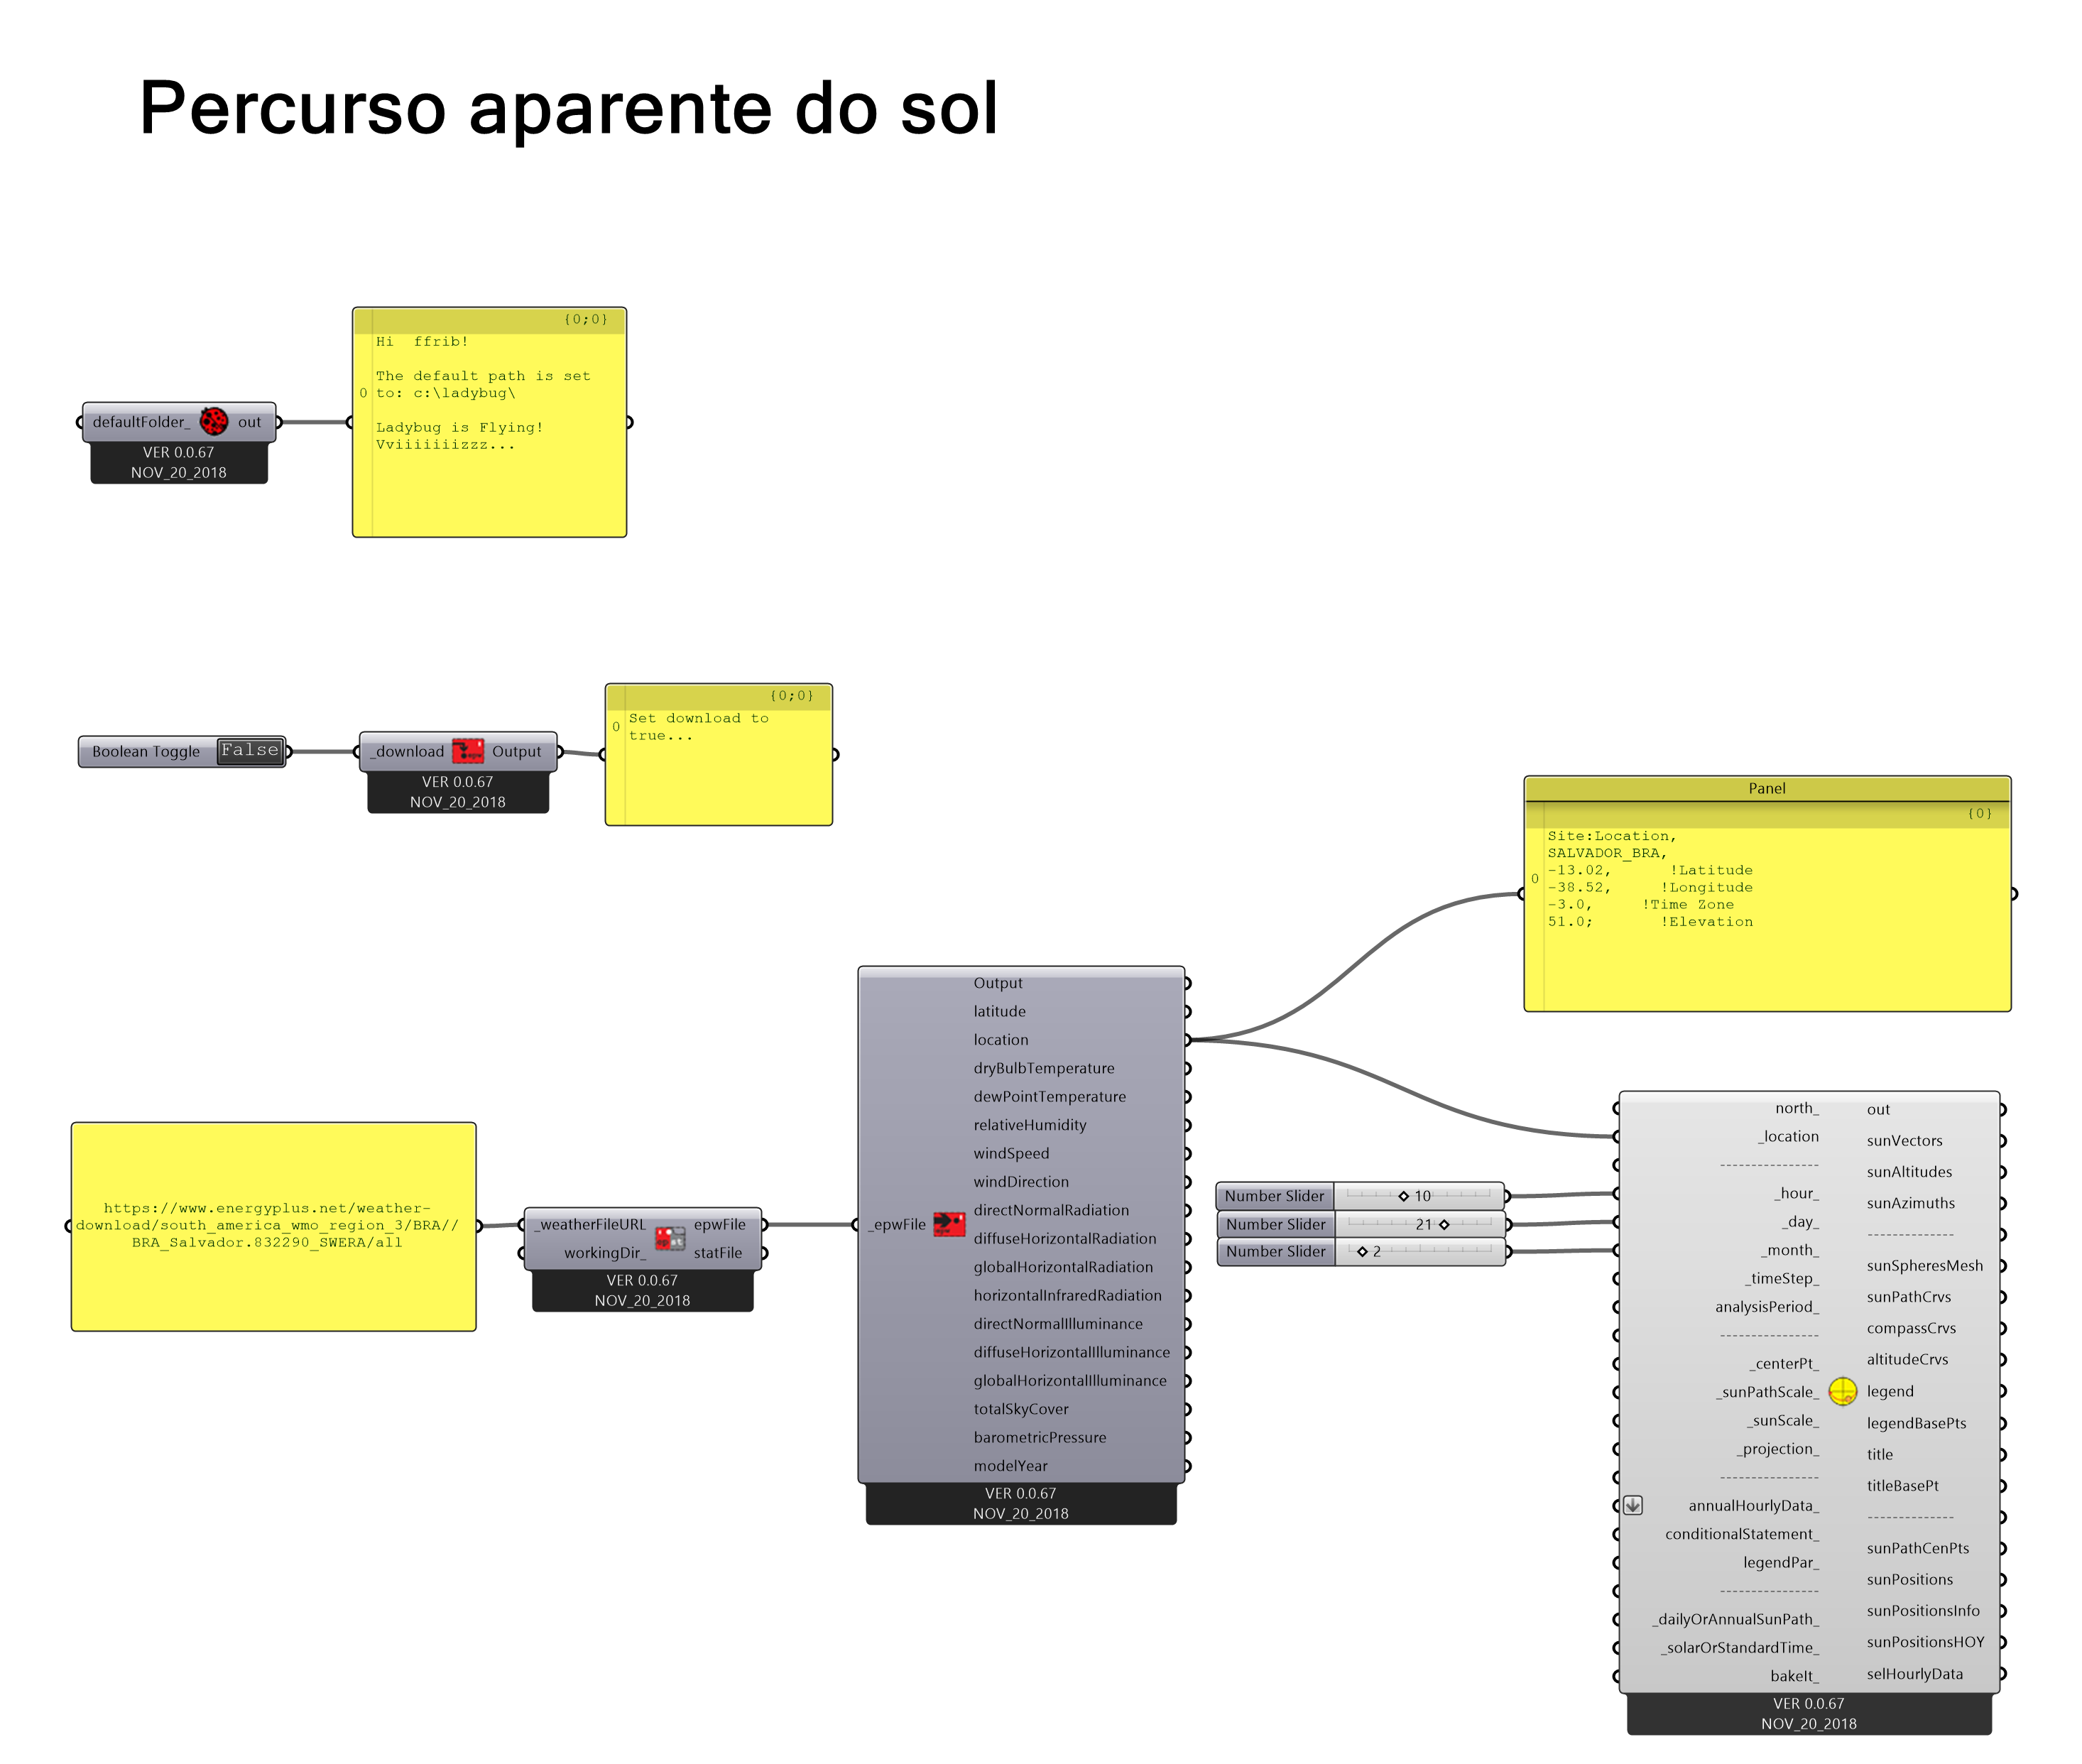 Percurso aparente do sol
{0;0}
Hi  ffrib!
The default path is set
0
to: c:\ladybug\
Ladybug is Flying!
Vviiiiiiizzz...
defaultFolder_ out
VER 0.0.67
NOV_20_2018
{0;0}
0
Set download to
true...
Boolean Toggle False
_download Output
VER 0.0.67
NOV_20_2018
Panel
{0}
Site:Location,
SALVADOR_BRA,
-13.02, !Latitude
0
-38.52, !Longitude
-3.0, !Time Zone
51.0; !Elevation
https://www.energyplus.net/weather-
download/south_america_wmo_region_3/BRA//
BRA_Salvador.832290_SWERA/all
_weatherFileURL epwFile
workingDir_ statFile
VER 0.0.67
NOV_20_2018
_epwFile
Output
latitude
location
dryBulbTemperature
dewPointTemperature
relativeHumidity
windSpeed
windDirection
directNormalRadiation
diffuseHorizontalRadiation
globalHorizontalRadiation
horizontalInfraredRadiation
directNormalIlluminance
diffuseHorizontalIlluminance
globalHorizontalIlluminance
totalSkyCover
barometricPressure
modelYear
VER 0.0.67
NOV_20_2018
Number Slider 10
Number Slider 21
Number Slider 2
north_
_location
----------------
_hour_
_day_
_month_
_timeStep_
analysisPeriod_
----------------
_centerPt_
_sunPathScale_
_sunScale_
_projection_
----------------
annualHourlyData_
conditionalStatement_
legendPar_
----------------
_dailyOrAnnualSunPath_
_solarOrStandardTime_
bakeIt_
out
sunVectors
sunAltitudes
sunAzimuths
--------------
sunSpheresMesh
sunPathCrvs
compassCrvs
altitudeCrvs
legend
legendBasePts
title
titleBasePt
--------------
sunPathCenPts
sunPositions
sunPositionsInfo
sunPositionsHOY
selHourlyData
VER 0.0.67
NOV_20_2018